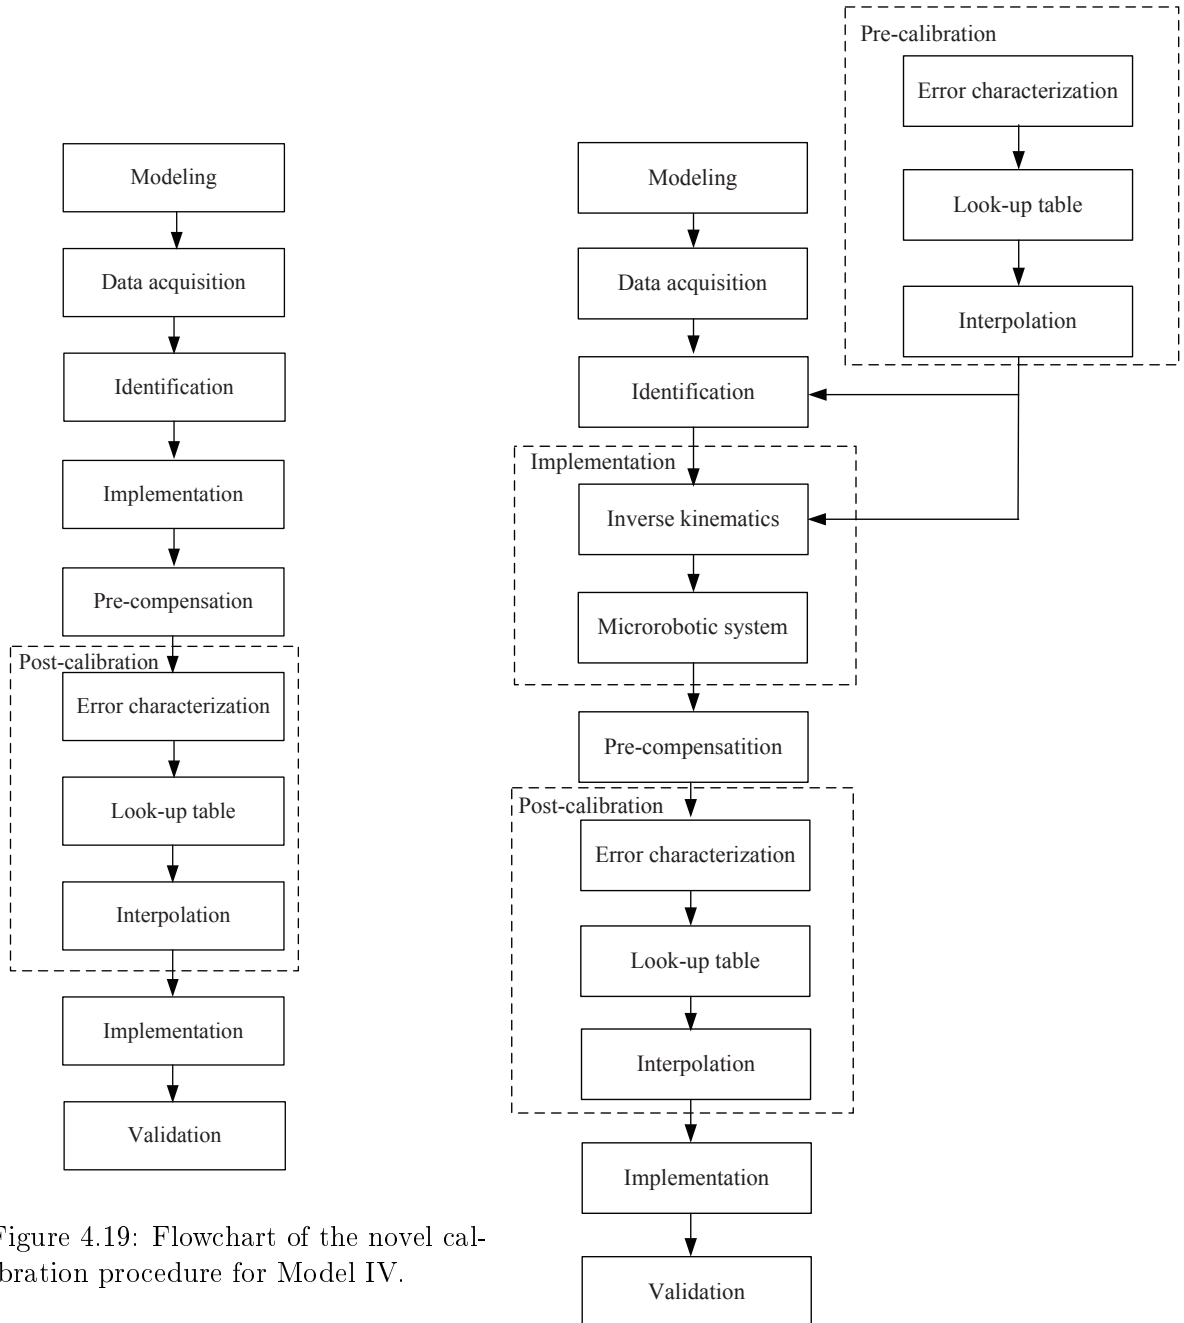 Modeling
Data acquisition
Identification
Implementation
Pre-compensation
Post-calibration
Error characterization
Look-up table
Interpolation
Implementation
Validation
Figure 4.19: Flowchart of the novel cal-
bration procedure for Model IV.
Pre-calibration
Error characterization
Look-up table
Interpolation
Modeling
Data acquisition
Identification
Implementation
Inverse kinematics
Microrobotic system
Pre-compensatition
Post-calibration
Error characterization
Look-up table
Interpolation
Implementation
Validation